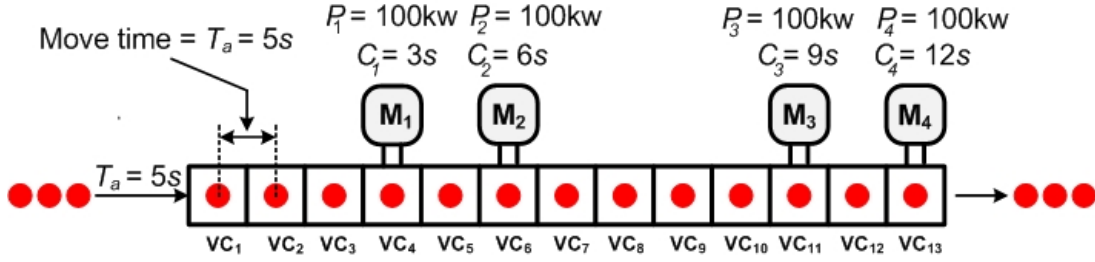 P₁ = 100kw P₂ = 100kw P₃ = 100kw P₄ = 100kw
Move time = Tₐ = 5s C₁ = 3s C₂ = 6s C₃ = 9s C₄ = 12s
M₁ M₂ M₃ M₄
Tₐ = 5s
VC₁ VC₂ VC₃ VC₄ VC₅ VC₆ VC₇ VC₈ VC₉ VC₁₀ VC₁₁ VC₁₂ VC₁₃